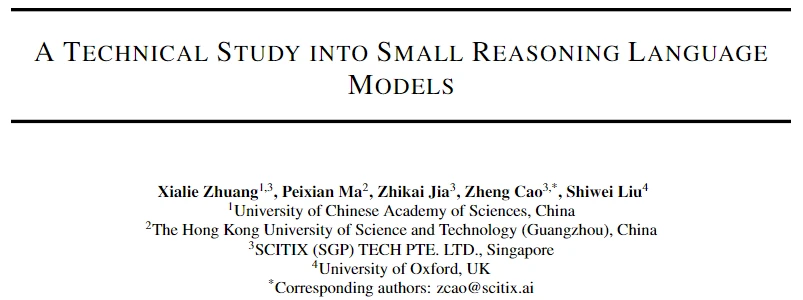 A TECHNICAL STUDY INTO SMALL REASONING LANGUAGE
MODELS
Xialie Zhuang1,3, Peixian Ma2, Zhikai Jia3, Zheng Cao3,*, Shiwei Liu4
1University of Chinese Academy of Sciences, China
2The Hong Kong University of Science and Technology (Guangzhou), China
3SCITIX (SGP) TECH PTE. LTD., Singapore
4University of Oxford, UK
*Corresponding authors: zcao@scitix.ai